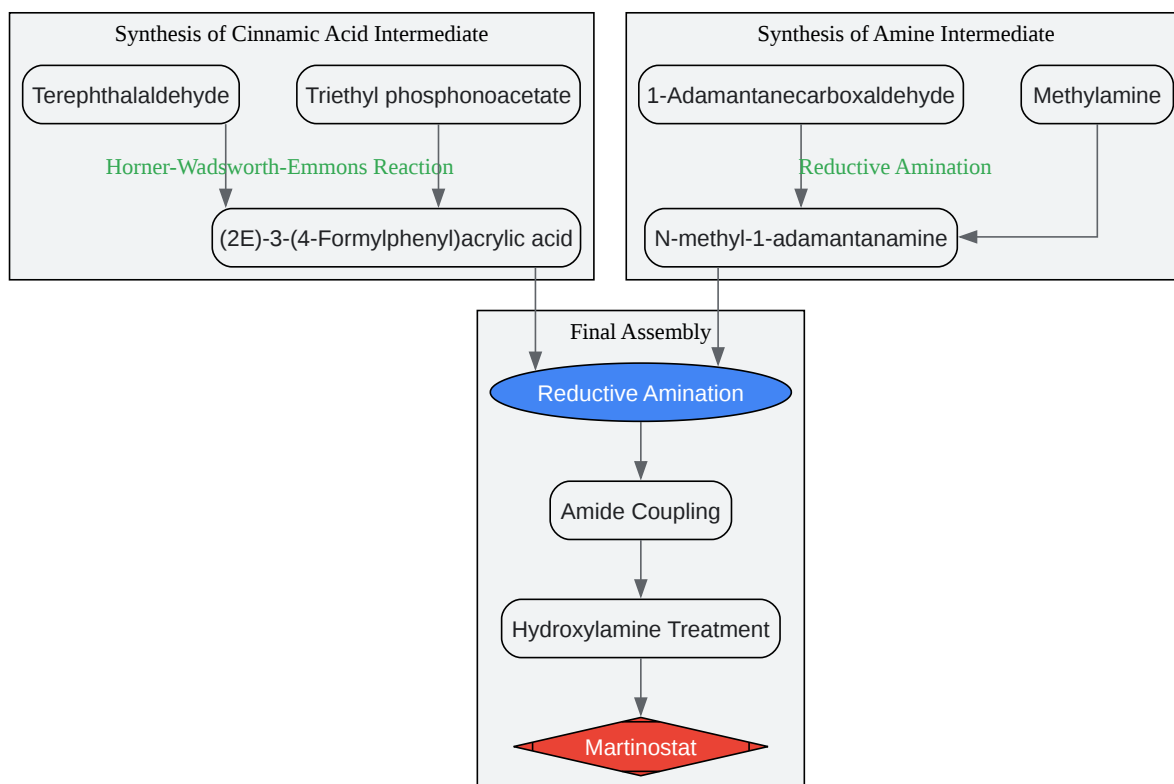 Synthesis of Cinnamic Acid Intermediate
Terephthalaldehyde
Triethyl phosphonoacetate
Horner-Wadsworth-Emmons Reaction
(2E)-3-(4-Formylphenyl)acrylic acid
Synthesis of Amine Intermediate
1-Adamantanecarboxaldehyde
Methylamine
Reductive Amination
N-methyl-1-adamantanamine
Final Assembly
Reductive Amination
Amide Coupling
Hydroxylamine Treatment
Martinostat